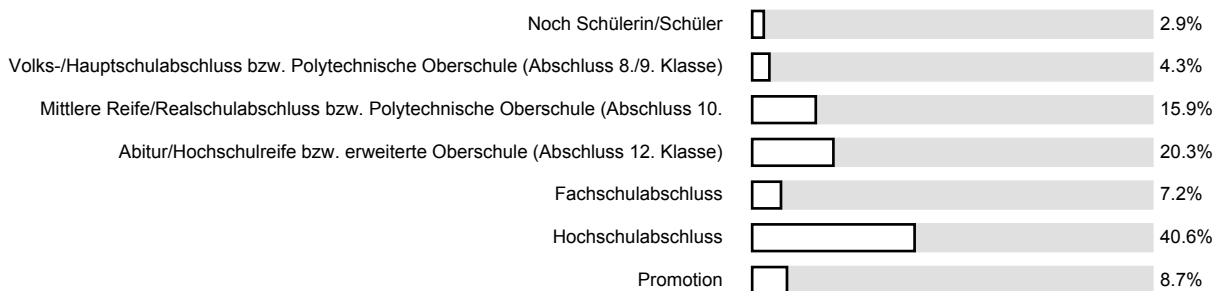 Noch Schülerin/Schüler 2.9%
Volks-/Hauptschulabschluss bzw. Polytechnische Oberschule (Abschluss 8./9. Klasse) 4.3%
Mittlere Reife/Realschulabschluss bzw. Polytechnische Oberschule (Abschluss 10. 15.9%
Abitur/Hochschulreife bzw. erweiterte Oberschule (Abschluss 12. Klasse) 20.3%
Fachschulabschluss 7.2%
Hochschulabschluss 40.6%
Promotion 8.7%